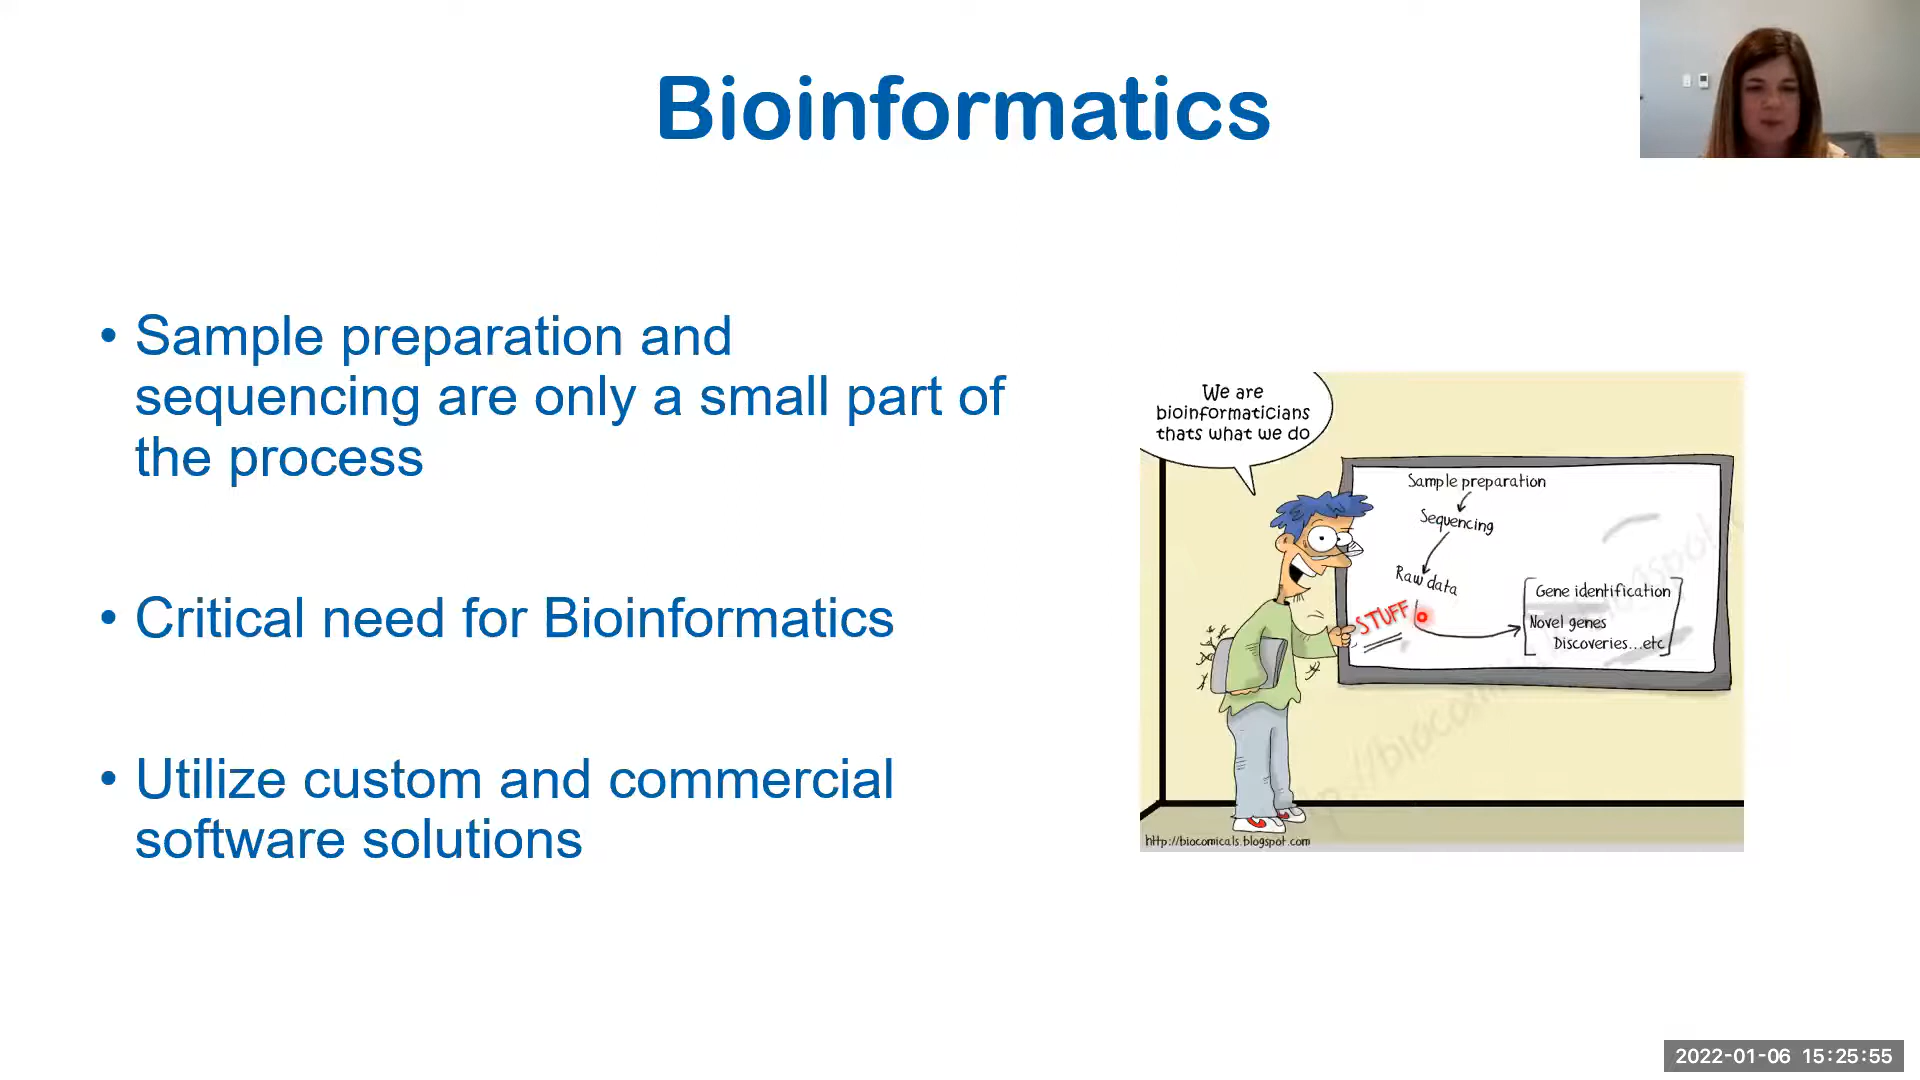 Bioinformatics
• Sample preparation and
sequencing are only a small part of
the process
• Critical need for Bioinformatics
• Utilize custom and commercial
software solutions
We are
bioinformaticians
thats what we do
Sample preparation
Sequencing
Raw data
STUFF
Gene identification
Novel genes
Discoveries...etc
http://biocomicals.blogspot.com
2022-01-06 15:25:55